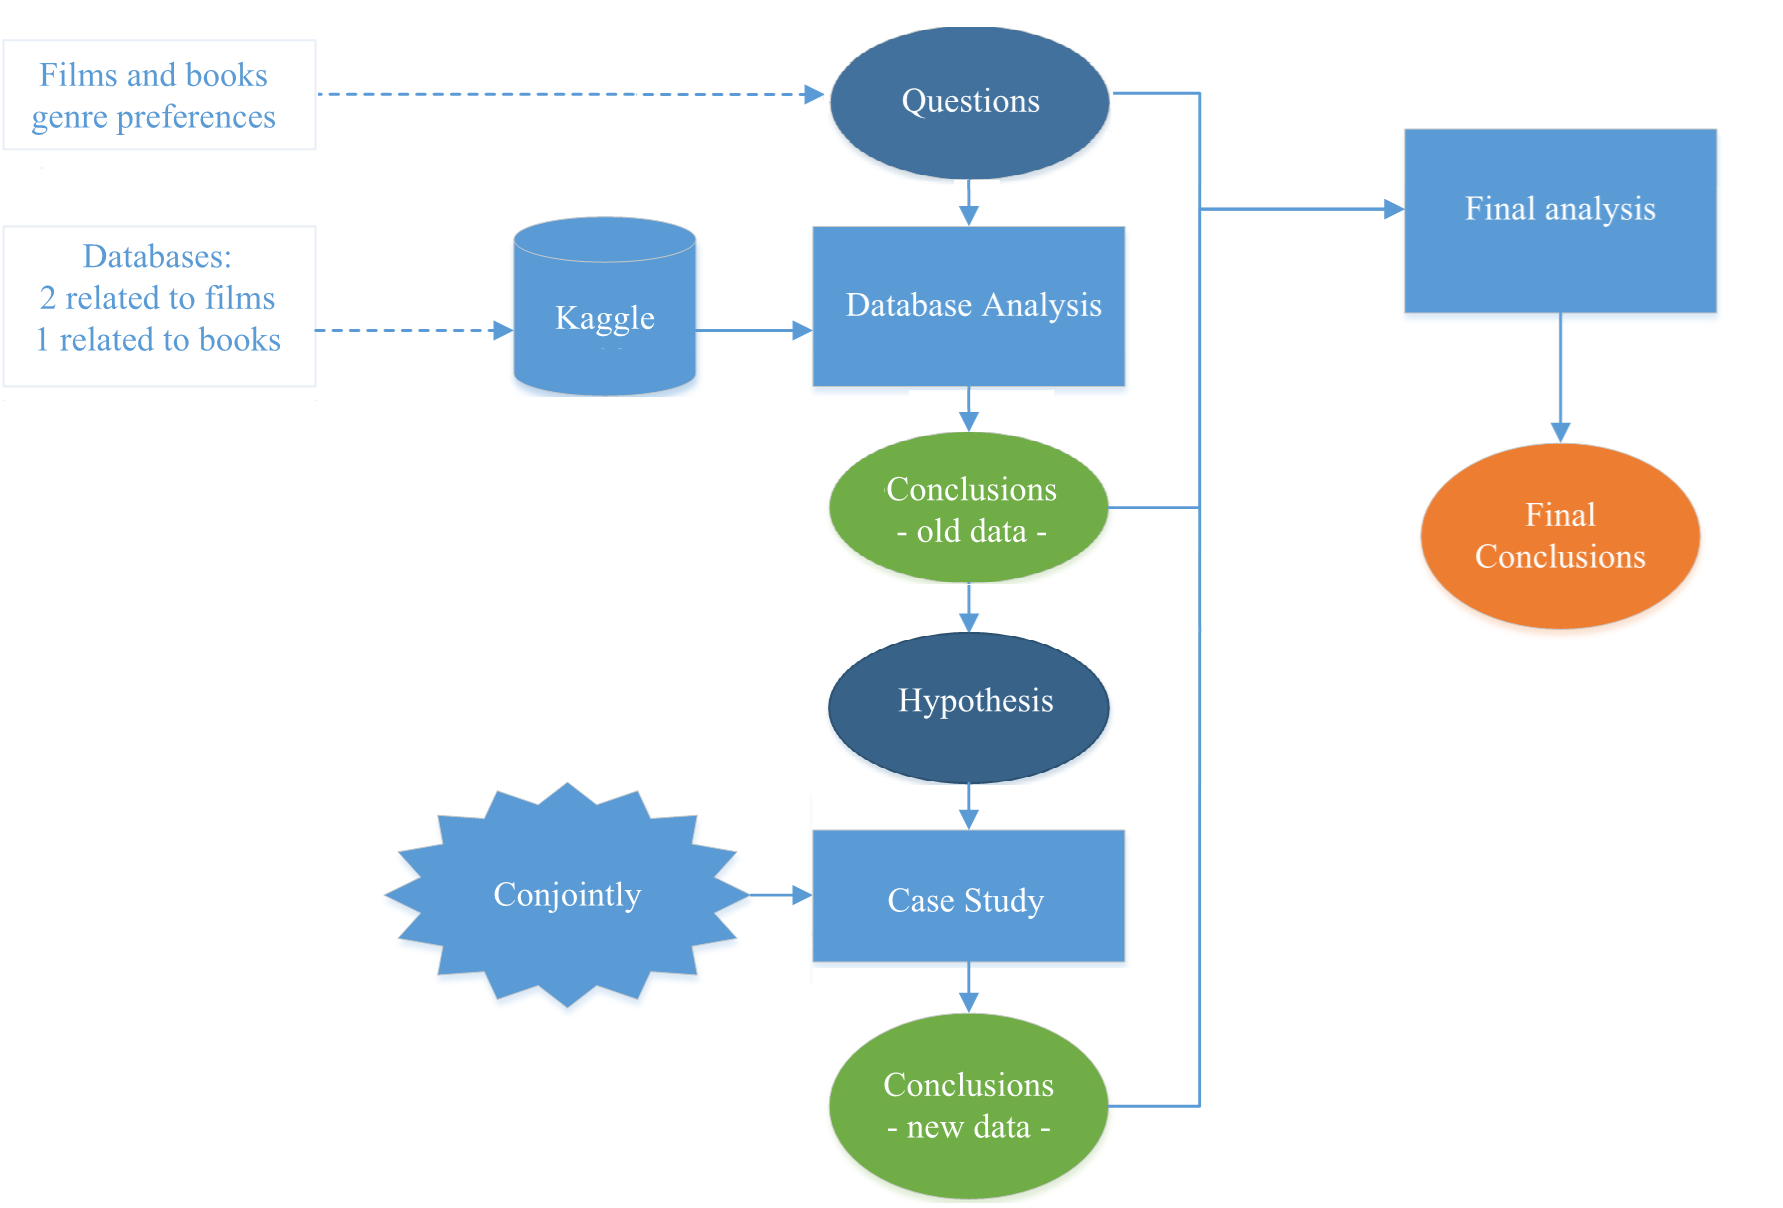 Films and books
genre preferences
Questions
Final analysis
Databases:
2 related to films
1 related to books
Kaggle
Database Analysis
Conclusions
- old data -
Final
Conclusions
Hypothesis
Conjointly
Case Study
Conclusions
- new data -